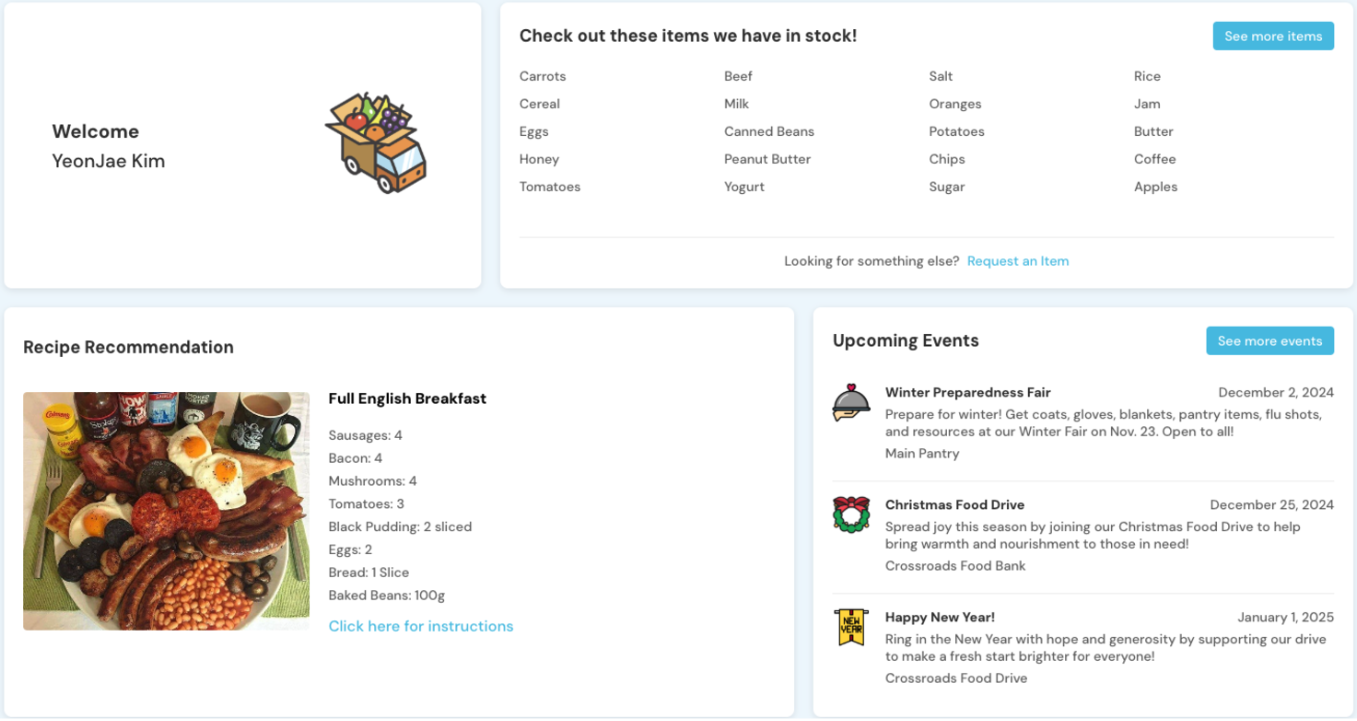 Welcome
YeonJae Kim
Check out these items we have in stock!
See more items
Carrots
Beef
Salt
Rice
Cereal
Milk
Oranges
Jam
Eggs
Canned Beans
Potatoes
Butter
Honey
Peanut Butter
Chips
Coffee
Tomatoes
Yogurt
Sugar
Apples
Looking for something else? Request an Item
Recipe Recommendation
Colman's
Full English Breakfast
Sausages: 4
Bacon: 4
Mushrooms: 4
Tomatoes: 3
Black Pudding: 2 sliced
Eggs: 2
Bread: 1 Slice
Baked Beans: 100g
Click here for instructions
Upcoming Events
See more events
Winter Preparedness Fair
December 2, 2024
Prepare for winter! Get coats, gloves, blankets, pantry items, flu shots,
and resources at our Winter Fair on Nov. 23. Open to all!
Main Pantry
Christmas Food Drive
December 25, 2024
Spread joy this season by joining our Christmas Food Drive to help
bring warmth and nourishment to those in need!
Crossroads Food Bank
NEW
YEAR
Happy New Year!
January 1, 2025
Ring in the New Year with hope and generosity by supporting our drive
to make a fresh start brighter for everyone!
Crossroads Food Drive